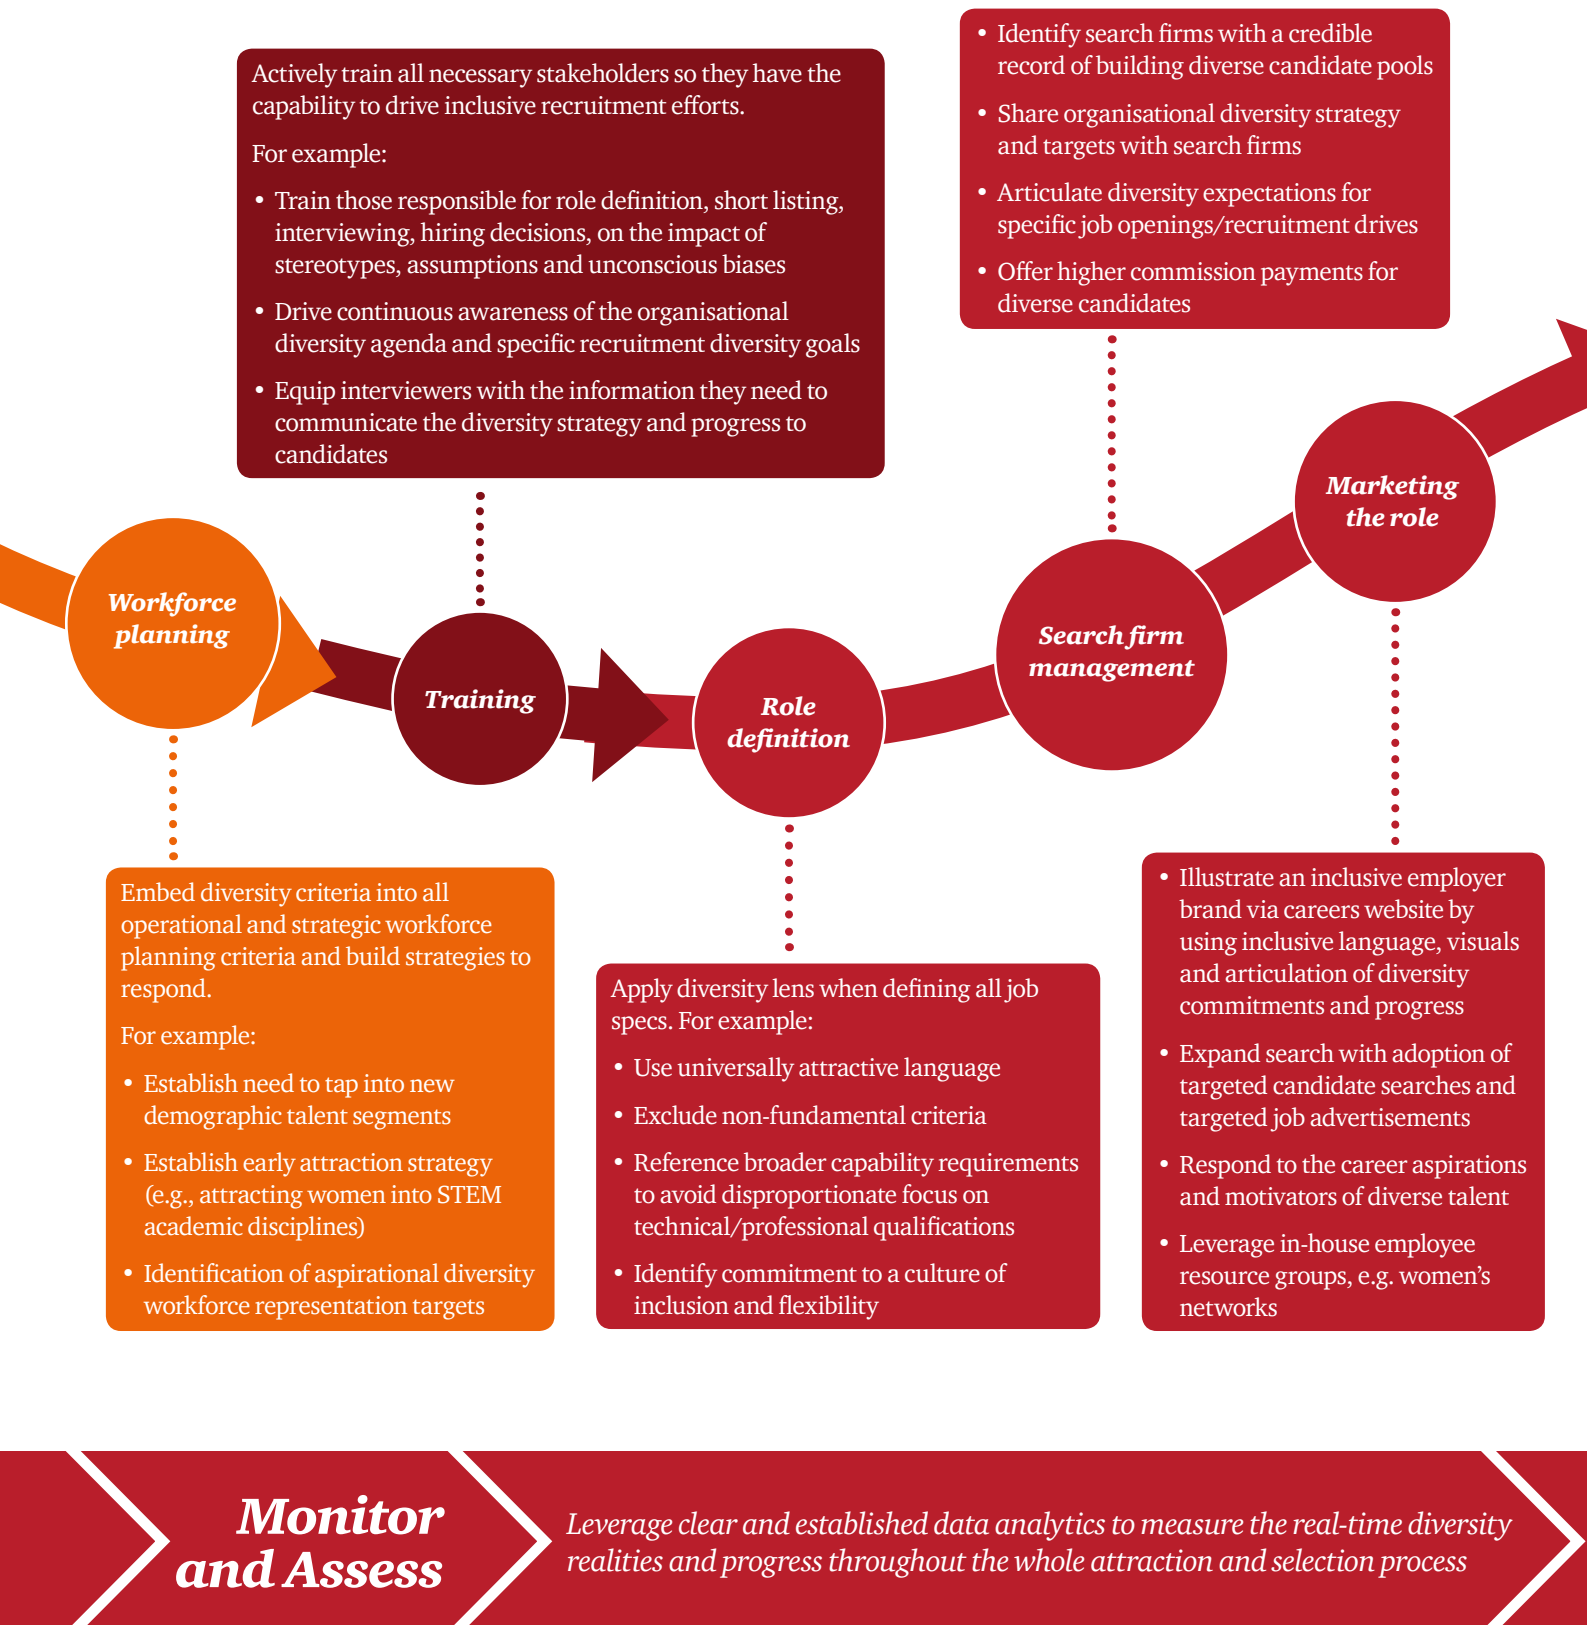 Actively train all necessary stakeholders so they have the
capability to drive inclusive recruitment efforts.
For example:
• Train those responsible for role definition, short listing,
interviewing, hiring decisions, on the impact of
stereotypes, assumptions and unconscious biases
• Drive continuous awareness of the organisational
diversity agenda and specific recruitment diversity goals
• Equip interviewers with the information they need to
communicate the diversity strategy and progress to
candidates
• Identify search firms with a credible
record of building diverse candidate pools
• Share organisational diversity strategy
and targets with search firms
• Articulate diversity expectations for
specific job openings/recruitment drives
• Offer higher commission payments for
diverse candidates
Workforce
planning
Training
Role
definition
Search firm
management
Marketing
the role
Embed diversity criteria into all
operational and strategic workforce
planning criteria and build strategies to
respond.
For example:
• Establish need to tap into new
demographic talent segments
• Establish early attraction strategy
(e.g., attracting women into STEM
academic disciplines)
• Identification of aspirational diversity
workforce representation targets
Apply diversity lens when defining all job
specs. For example:
• Use universally attractive language
• Exclude non-fundamental criteria
• Reference broader capability requirements
to avoid disproportionate focus on
technical/professional qualifications
• Identify commitment to a culture of
inclusion and flexibility
• Illustrate an inclusive employer
brand via careers website by
using inclusive language, visuals
and articulation of diversity
commitments and progress
• Expand search with adoption of
targeted candidate searches and
targeted job advertisements
• Respond to the career aspirations
and motivators of diverse talent
• Leverage in-house employee
resource groups, e.g. women's
networks
Monitor
and Assess
Leverage clear and established data analytics to measure the real-time diversity
realities and progress throughout the whole attraction and selection process